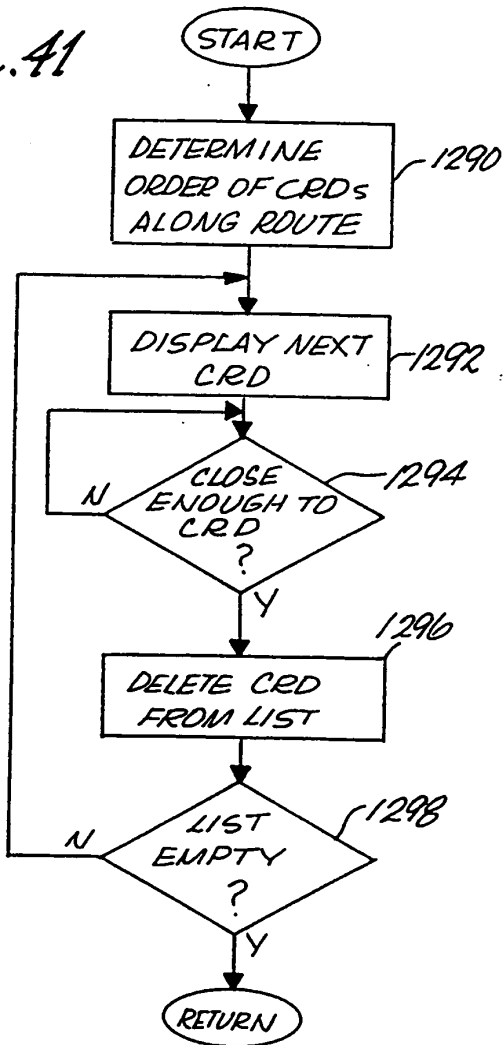 .41
START
DETERMINE
ORDER OF CRDs
ALONG ROUTE
1290
DISPLAY NEXT
CRD
1292
CLOSE
ENOUGH TO
CRD
?
1294
N
Y
1296
DELETE CRD
FROM LIST
LIST
EMPTY
?
1298
N
Y
RETURN